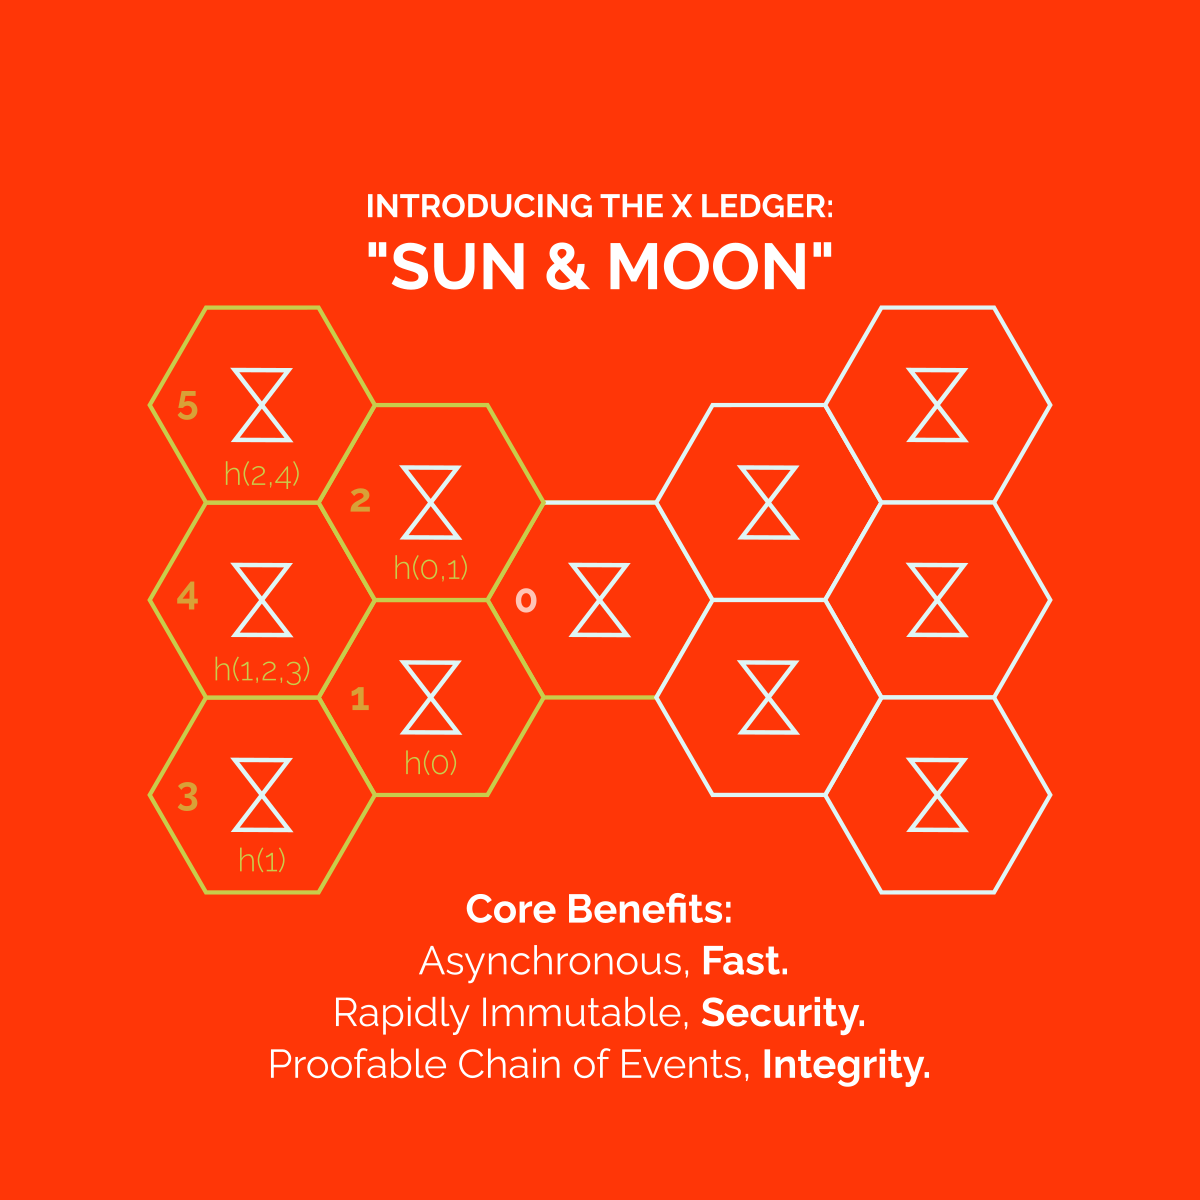 INTRODUCING THE X LEDGER:
"SUN & MOON"
5
h(2,4)
2
h(0,1)
4
h(1,2,3)
0
1
h(0)
3
h(1)
Core Benefits:
Asynchronous, Fast.
Rapidly Immutable, Security.
Proofable Chain of Events, Integrity.